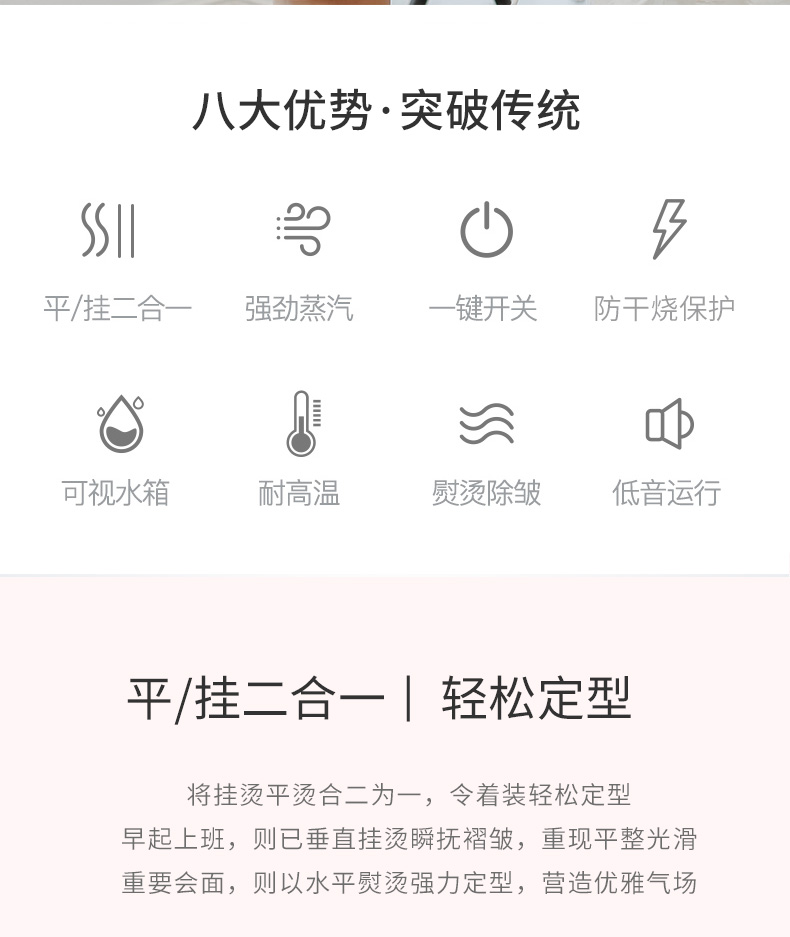 八大优势·突破传统
平/挂二合一 强劲蒸汽 一键开关 防干烧保护
可视水箱 耐高温 熨烫除皱 低音运行
平/挂二合一｜轻松定型
将挂烫平烫合二为一，令着装轻松定型
早起上班，则已垂直挂烫瞬抚褶皱，重现平整光滑
重要会面，则以水平熨烫强力定型，营造优雅气场